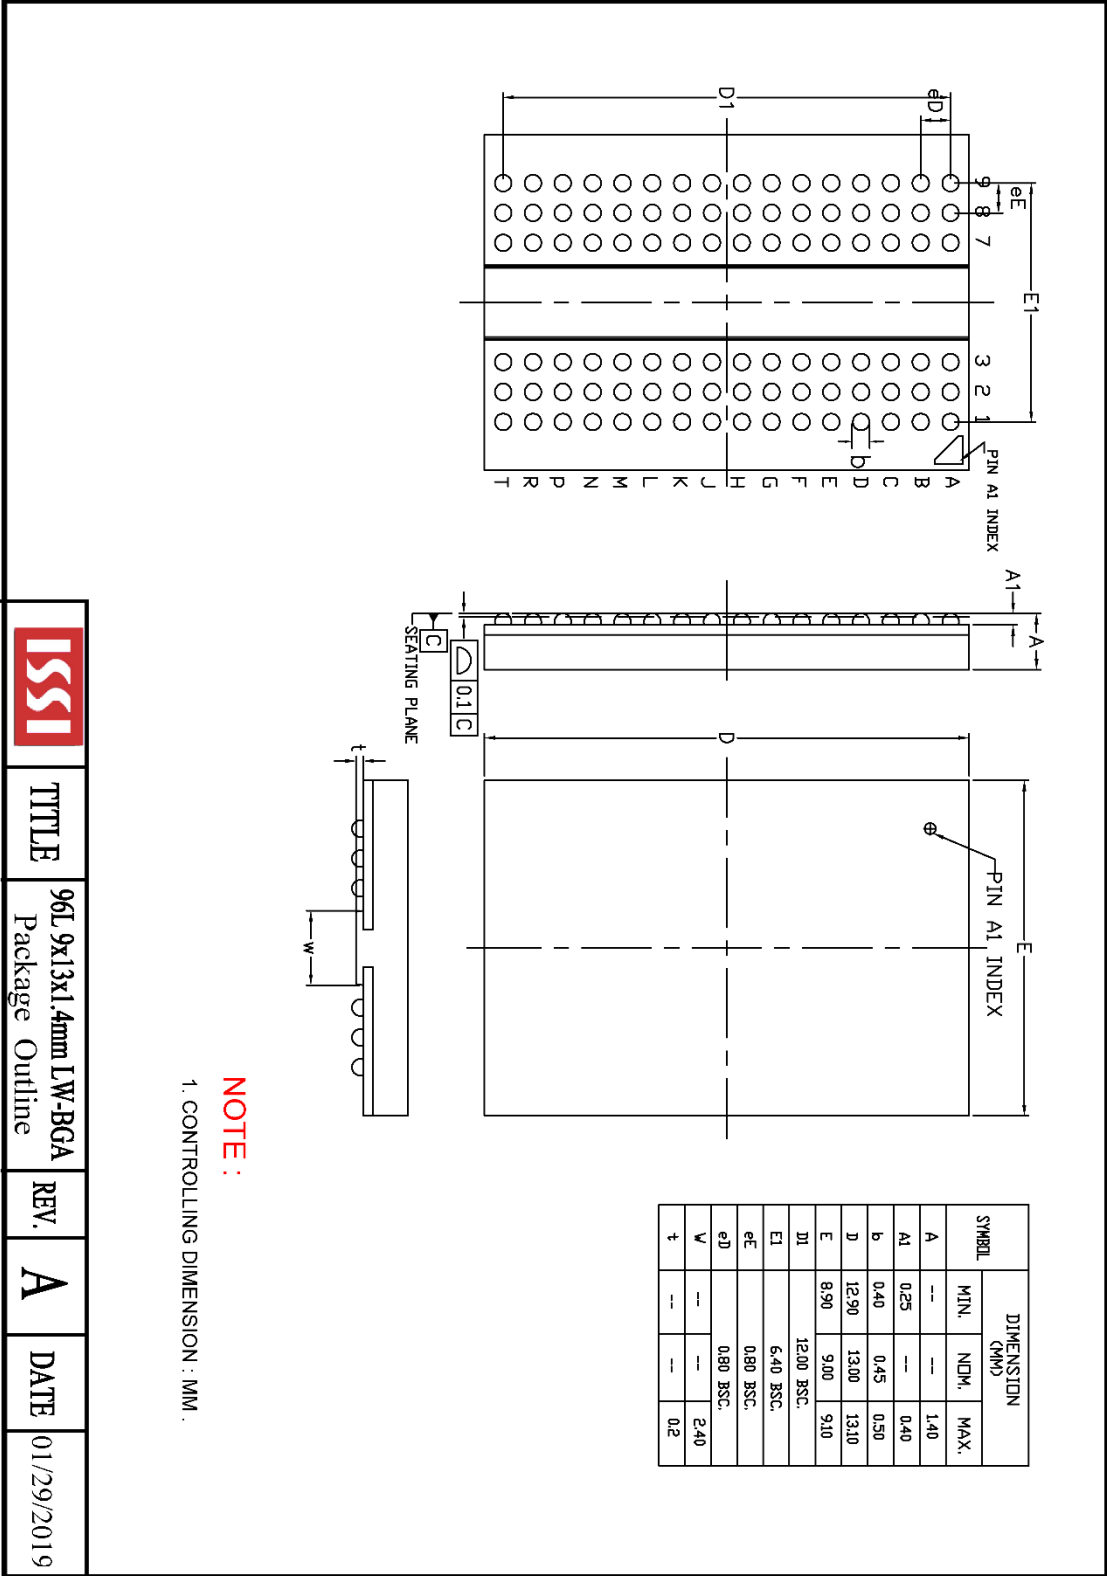 D1
eD
9
8
7
3
2
1
eE
E1
b
PIN A1 INDEX
T R P N M L K J H G F E D C B A
A1
A
SEATING PLANE
C
0.1 C
D
E
PIN A1 INDEX
t
w
SYMBOL DIMENSION (MM)
MIN. NOM. MAX.
A -- -- 1.40
A1 0.25 -- 0.40
b 0.40 0.45 0.50
D 12.90 13.00 13.10
E 8.90 9.00 9.10
D1 12.00 BSC.
E1 6.40 BSC.
eE 0.80 BSC.
eD 0.80 BSC.
W -- -- 2.40
t -- -- 0.2
NOTE :
1. CONTROLLING DIMENSION : MM .
ISSI
TITLE
96L 9x13x1.4mm LW-BGA
Package Outline
REV.
A
DATE
01/29/2019